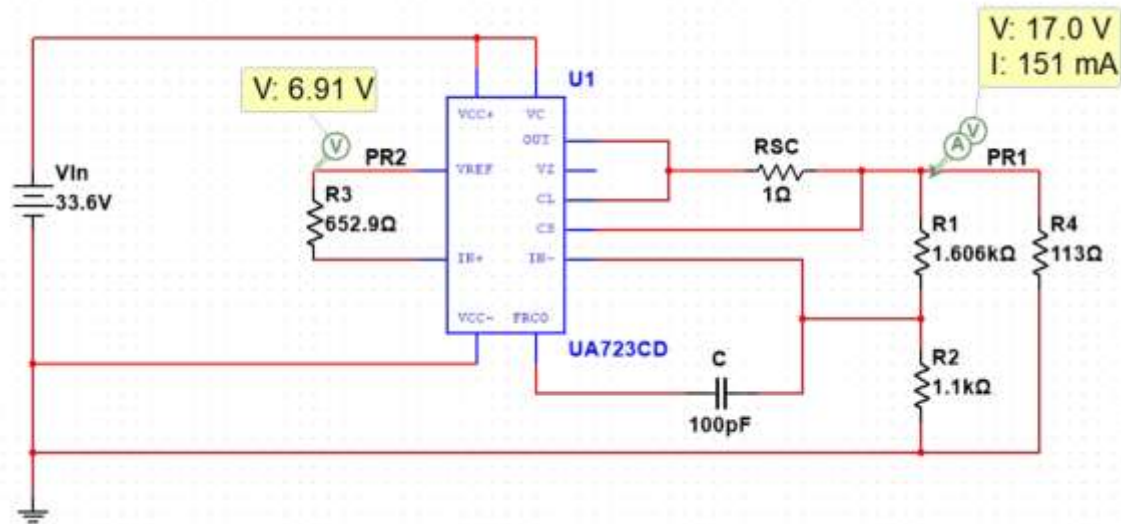 V: 17.0 V
I: 151 mA
V: 6.91 V
U1
VCC+
VC
OUT
VZ
CL
CS
VREF
IN+
IN-
VCC-
FRCO
UA723CD
V
PR2
R3
652.9Ω
VIn
33.6V
RSC
1Ω
A
V
PR1
R1
1.606kΩ
R4
113Ω
R2
1.1kΩ
C
100pF